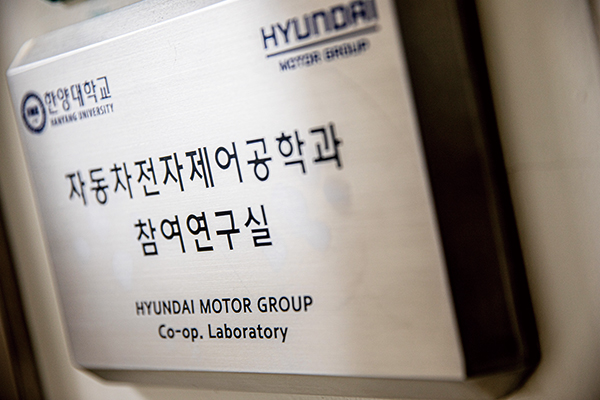 한양대학교
HANYANG UNIVERSITY
HYUNDAI
MOTOR GROUP
자동차전자제어공학과
참여연구실
HYUNDAI MOTOR GROUP
Co-op. Laboratory